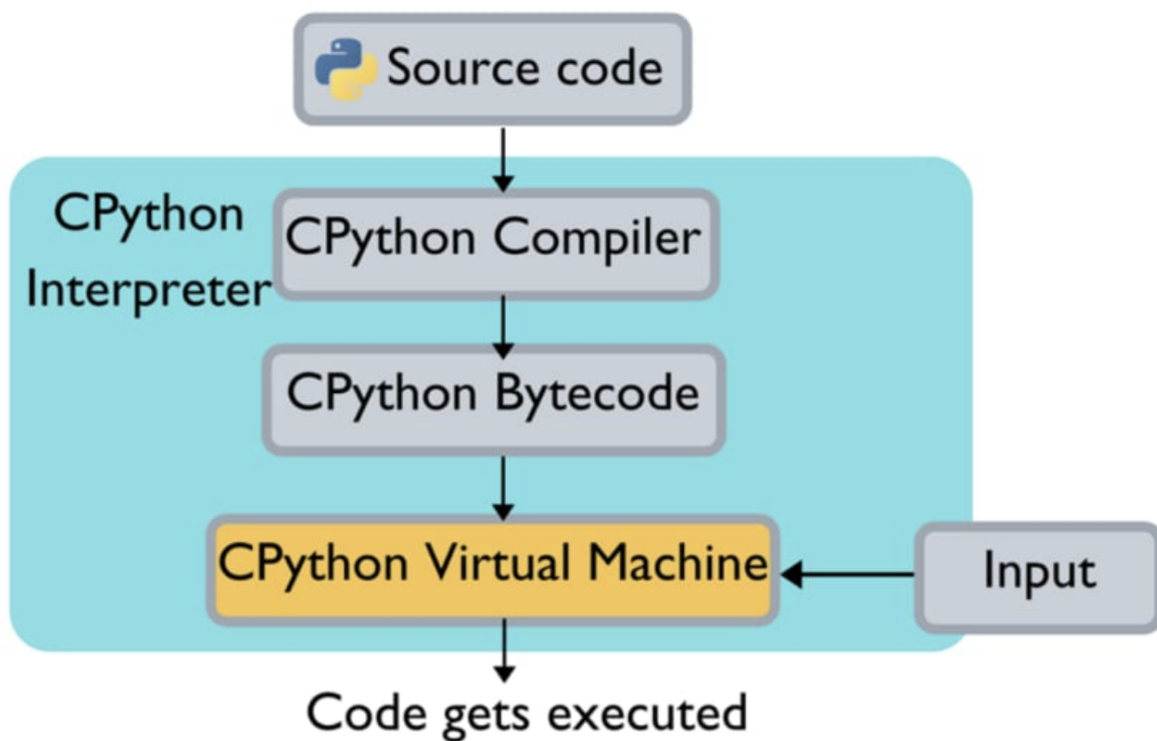 Source code
CPython
Interpreter
CPython Compiler
CPython Bytecode
CPython Virtual Machine
Input
Code gets executed